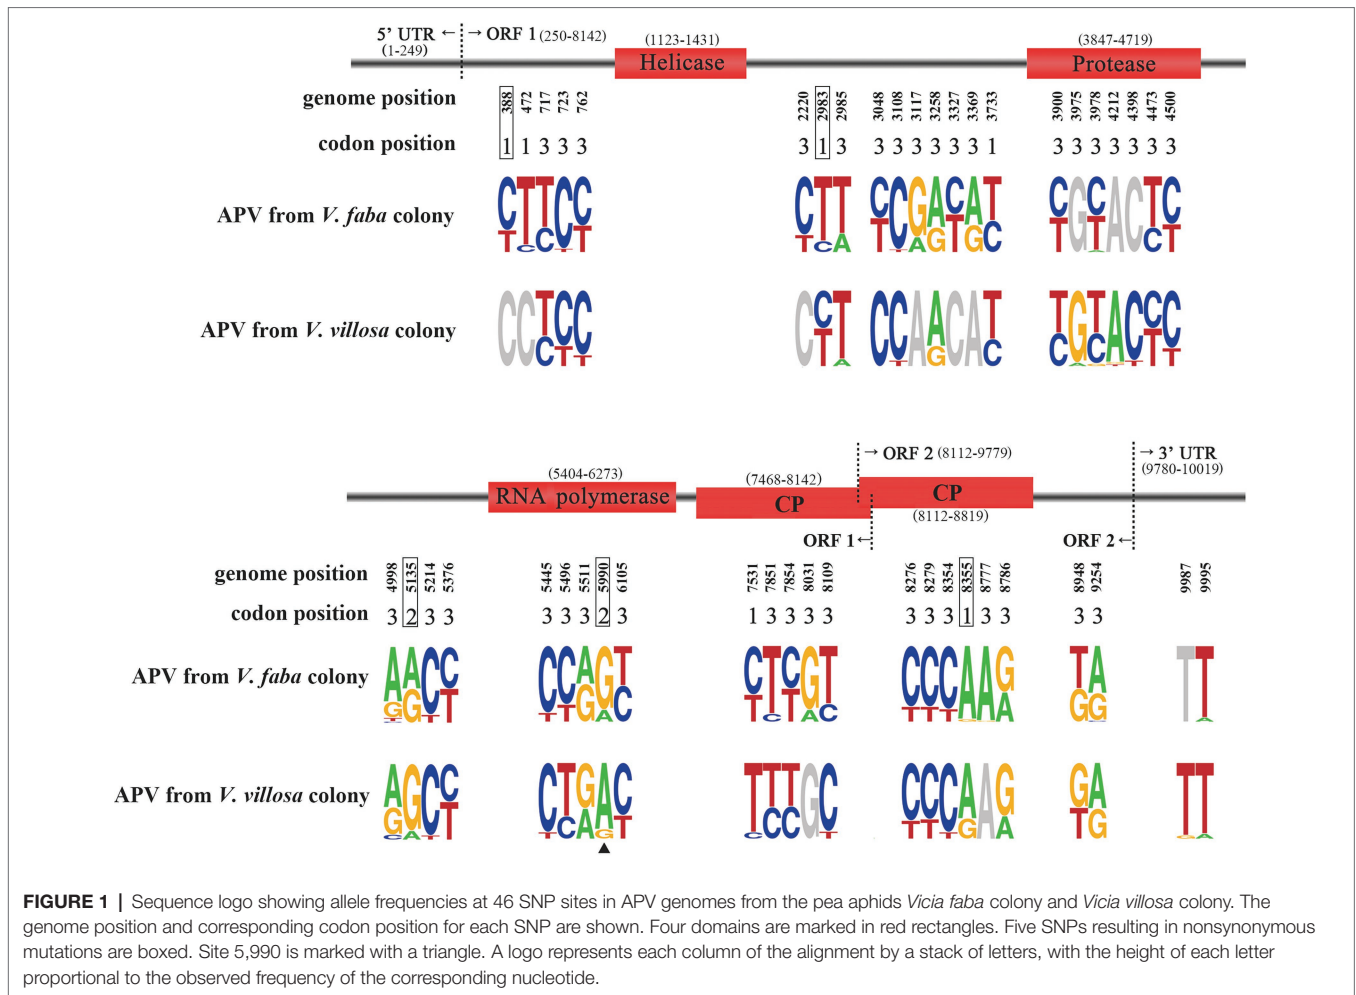 5' UTR ← → ORF 1 (250-8142)
(1-249)
(1123-1431)
Helicase
(3847-4719)
Protease
genome position 388 472 717 723 762 2220 2983 2985 3048 3108 3117 3258 3327 3369 3733 3900 3975 3978 4212 4398 4473 4500
codon position 1 1 3 3 3 3 1 3 3 3 3 3 3 3 1 3 3 3 3 3 3 3
APV from V. faba colony
APV from V. villosa colony
→ ORF 2 (8112-9779)
→ 3' UTR
(9780-10019)
(5404-6273)
RNA polymerase
(7468-8142)
CP
CP
(8112-8819)
ORF 1 ←
ORF 2 ←
genome position 4998 5135 5214 5376 5445 5496 5511 5990 6105 7531 7851 7854 8031 8109 8276 8279 8354 8355 8777 8786 8948 9254 9987 9995
codon position 3 2 3 3 3 3 3 2 3 1 3 3 3 3 3 3 3 1 3 3 3 3
APV from V. faba colony
APV from V. villosa colony
FIGURE 1 | Sequence logo showing allele frequencies at 46 SNP sites in APV genomes from the pea aphids Vicia faba colony and Vicia villosa colony. The
genome position and corresponding codon position for each SNP are shown. Four domains are marked in red rectangles. Five SNPs resulting in nonsynonymous
mutations are boxed. Site 5,990 is marked with a triangle. A logo represents each column of the alignment by a stack of letters, with the height of each letter
proportional to the observed frequency of the corresponding nucleotide.